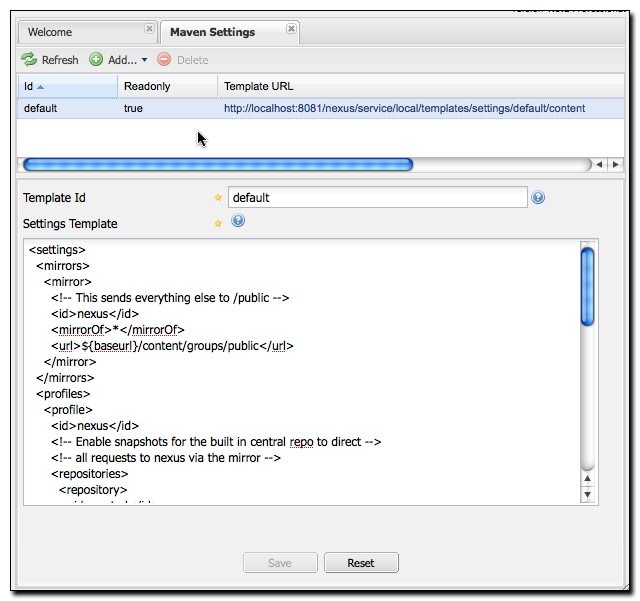 Welcome
Maven Settings
Refresh Add... Delete
Id Readonly Template URL
default true http://localhost:8081/nexus/service/local/templates/settings/default/content
Template Id default
Settings Template
<settings>
<mirrors>
<mirror>
<!-- This sends everything else to /public -->
<id>nexus</id>
<mirrorOf>*</mirrorOf>
<url>${baseurl}/content/groups/public</url>
</mirror>
</mirrors>
<profiles>
<profile>
<id>nexus</id>
<!-- Enable snapshots for the built in central repo to direct -->
<!-- all requests to nexus via the mirror -->
<repositories>
<repository>
Save Reset